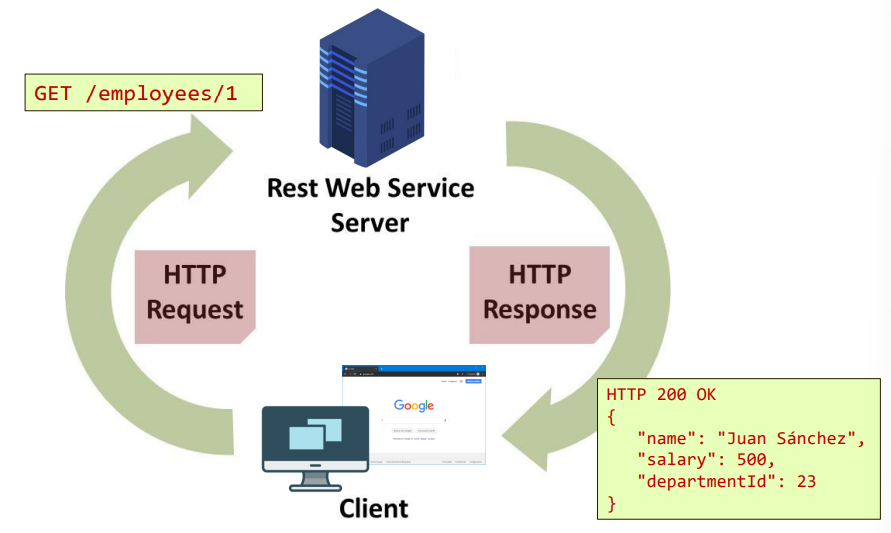 GET /employees/1
Rest Web Service
Server
HTTP
Request
HTTP
Response
Google
Client
HTTP 200 OK
{
"name": "Juan Sánchez",
"salary": 500,
"departmentId": 23
}